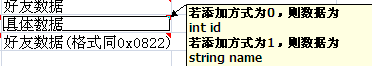 好友数据
具体数据
好友数据(格式同0x0822)
若添加方式为0，则数据为
int id
若添加方式为1，则数据为
string name